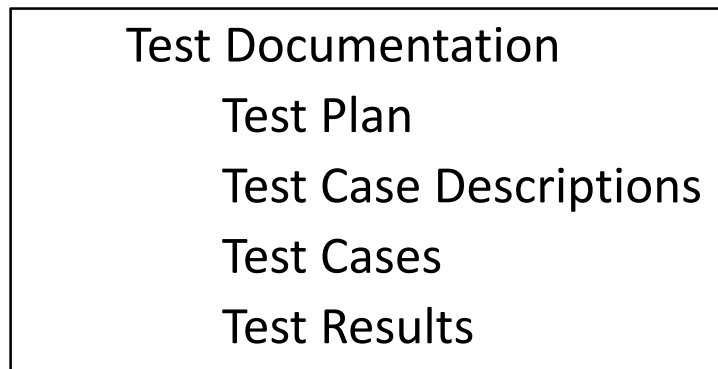 Test Documentation
Test Plan
Test Case Descriptions
Test Cases
Test Results